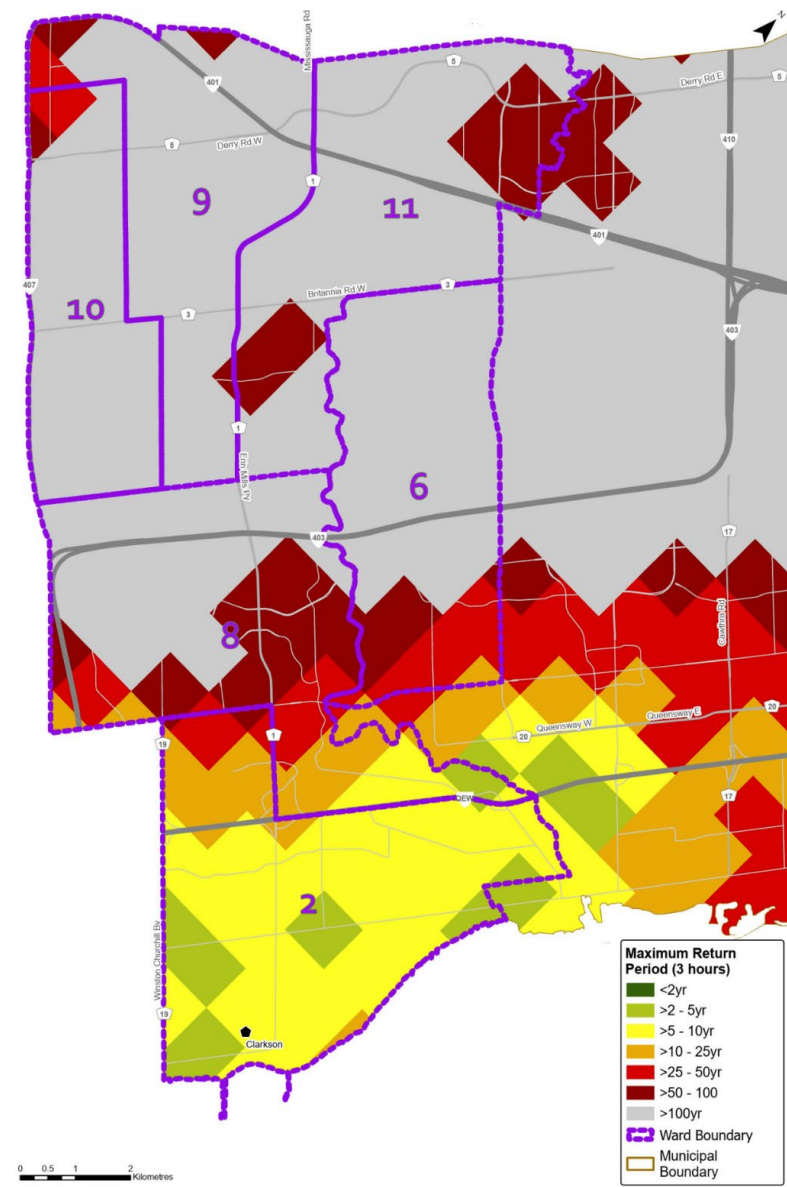 N
Mississauga Rd
401
5
Derry Rd E
5
5
Derry Rd.W
410
9
1
11
401
407
10
3
Britannia Rd.W
3
403
1
Erin Mills Py
6
403
17
Cawthra Rd
8
19
1
20
Queensway W
Queensway E
20
QEW
17
2
Winston Churchill Bv
19
Clarkson
Maximum Return
Period (3 hours)
<2yr
>2 - 5yr
>5 - 10yr
>10 - 25yr
>25 - 50yr
>50 - 100
>100yr
Ward Boundary
Municipal
Boundary
0 0.5 1 2
Kilometres